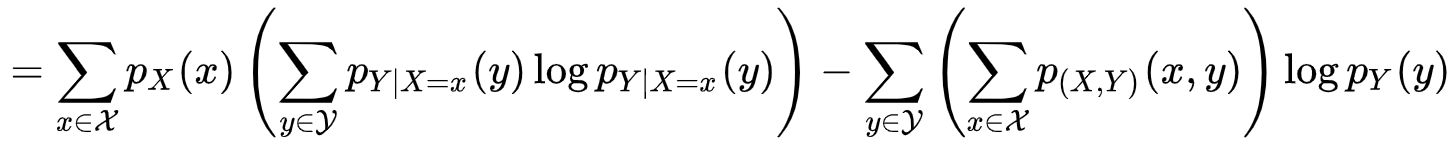 = ∑_{x∈𝒳} p_X(x) (∑_{y∈𝒴} p_{Y|X=x}(y) log p_{Y|X=x}(y)) − ∑_{y∈𝒴} (∑_{x∈𝒳} p_{(X,Y)}(x, y)) log p_Y(y)